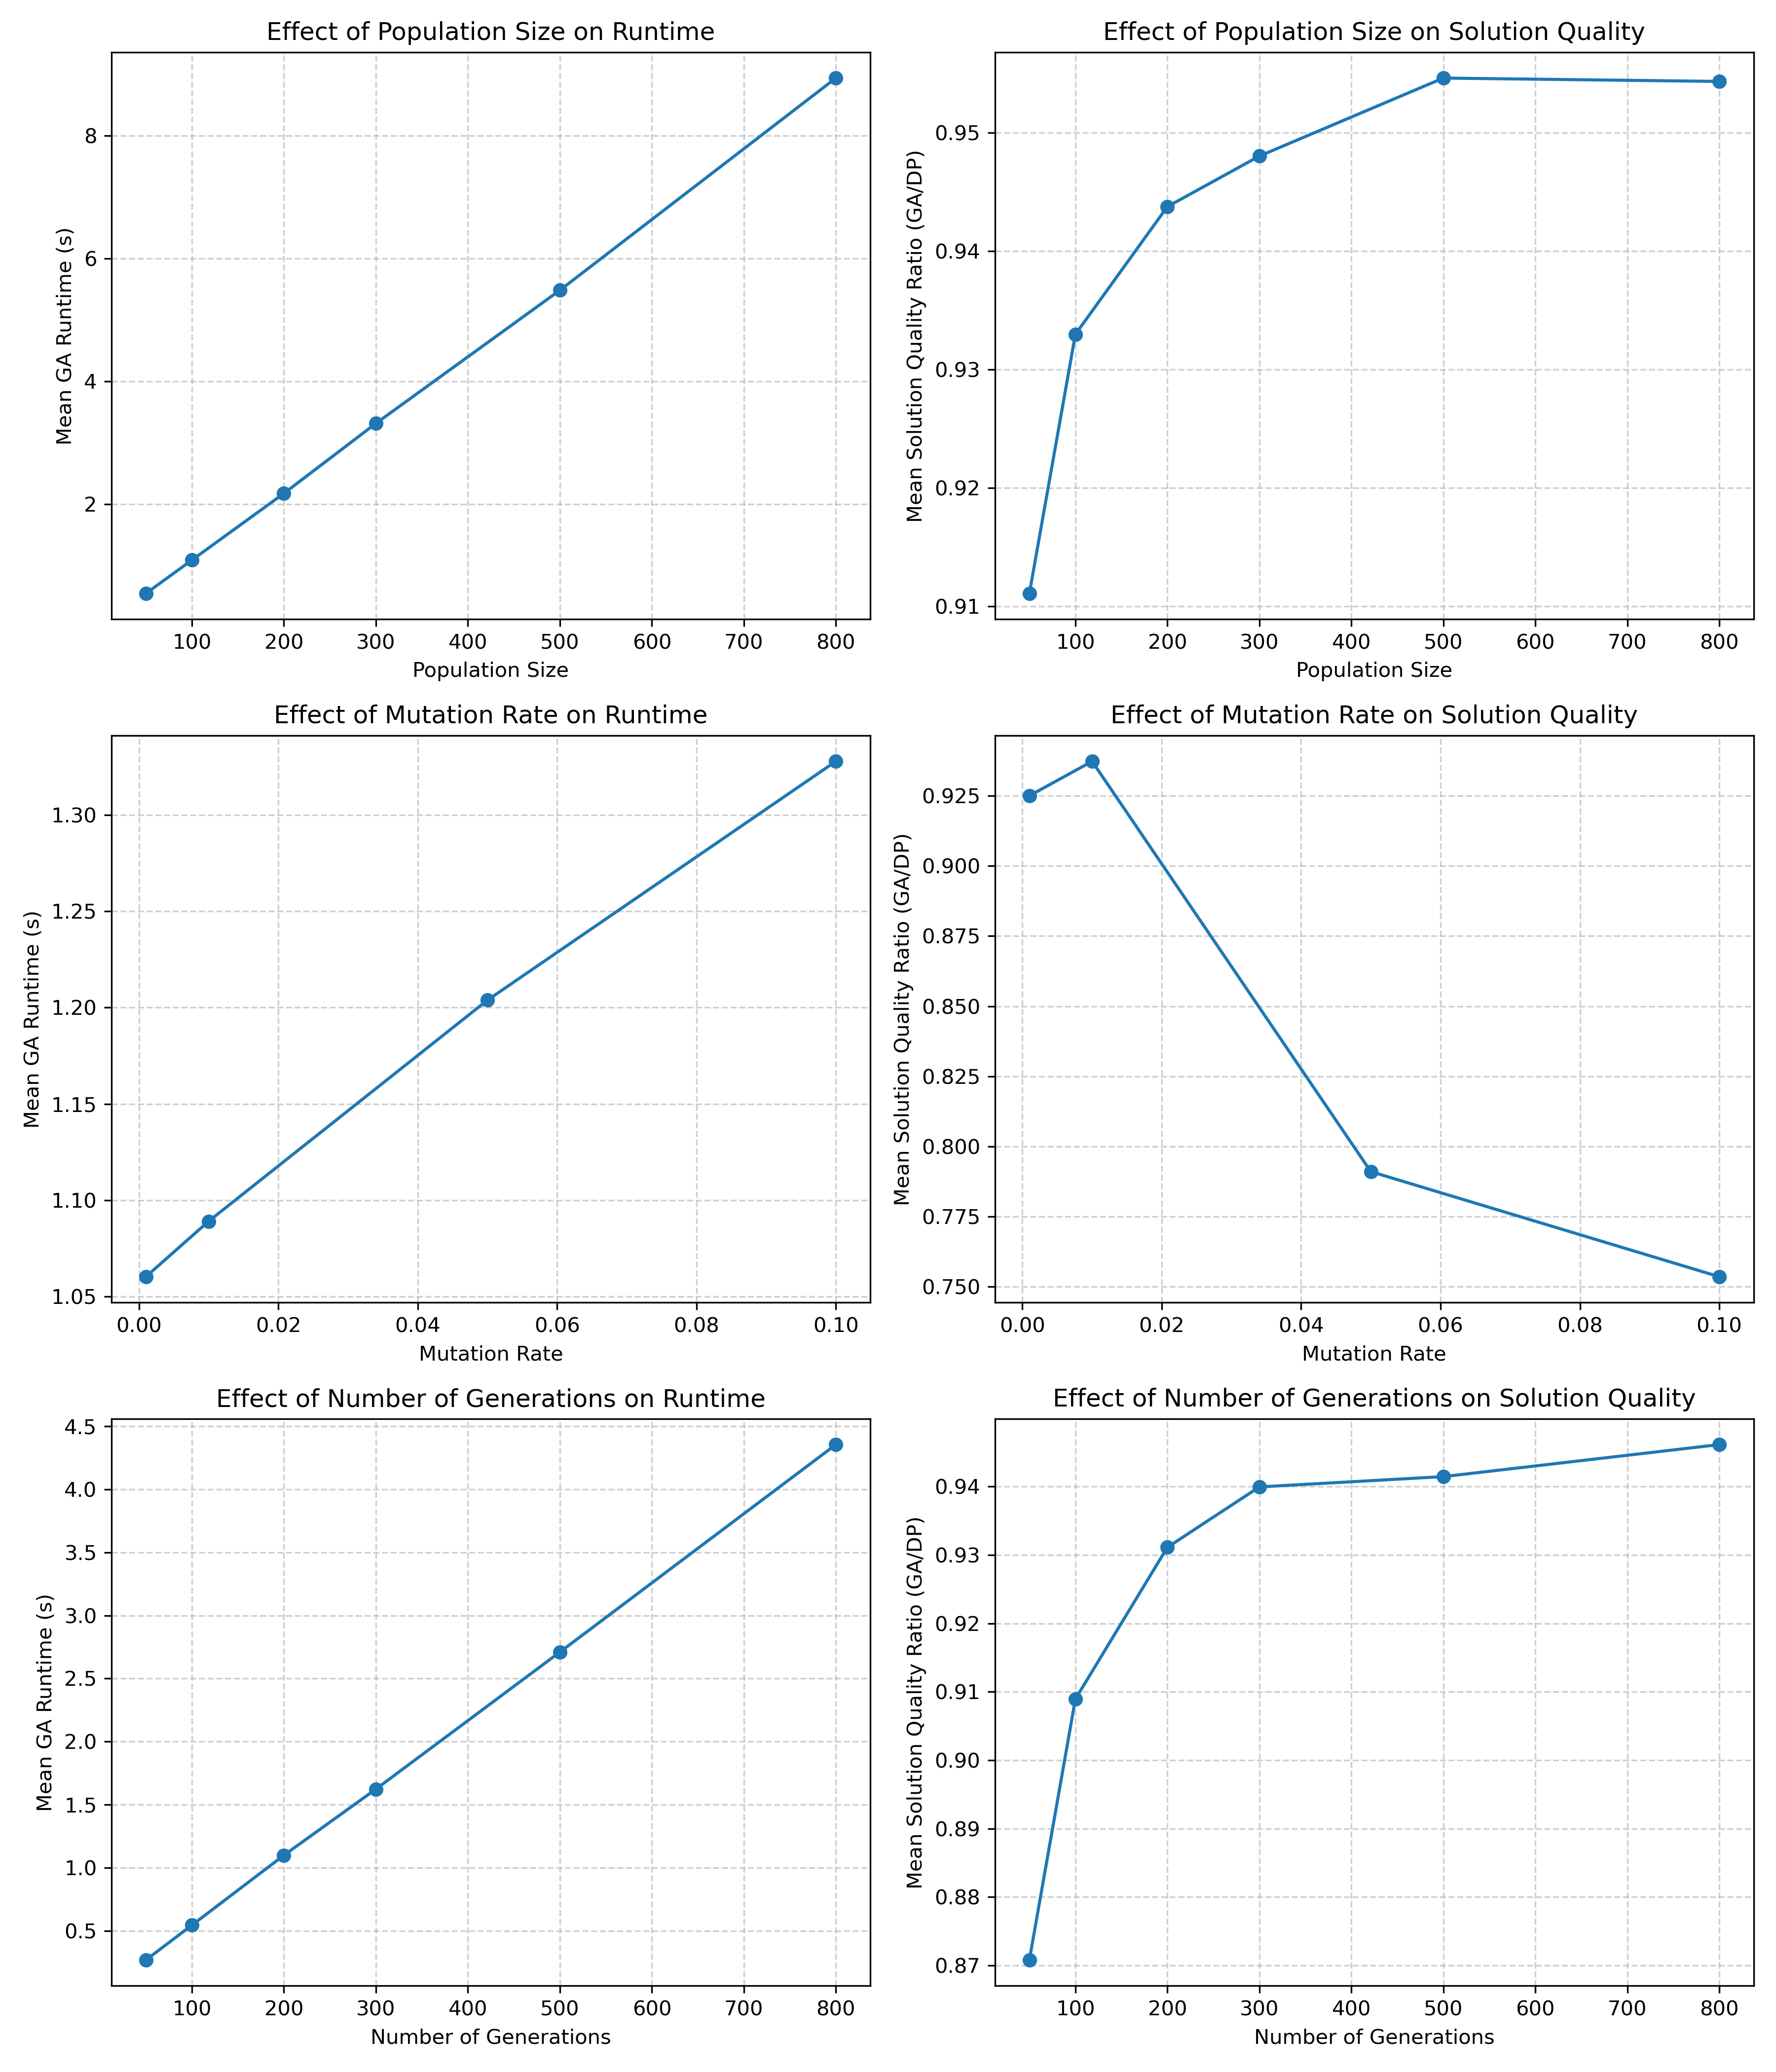 Effect of Population Size on Runtime
Mean GA Runtime (s)
8
6
4
2
100 200 300 400 500 600 700 800
Population Size
Effect of Population Size on Solution Quality
Mean Solution Quality Ratio (GA/DP)
0.95
0.94
0.93
0.92
0.91
100 200 300 400 500 600 700 800
Population Size
Effect of Mutation Rate on Runtime
Mean GA Runtime (s)
1.30
1.25
1.20
1.15
1.10
1.05
0.00 0.02 0.04 0.06 0.08 0.10
Mutation Rate
Effect of Mutation Rate on Solution Quality
Mean Solution Quality Ratio (GA/DP)
0.925
0.900
0.875
0.850
0.825
0.800
0.775
0.750
0.00 0.02 0.04 0.06 0.08 0.10
Mutation Rate
Effect of Number of Generations on Runtime
Mean GA Runtime (s)
4.5
4.0
3.5
3.0
2.5
2.0
1.5
1.0
0.5
100 200 300 400 500 600 700 800
Number of Generations
Effect of Number of Generations on Solution Quality
Mean Solution Quality Ratio (GA/DP)
0.94
0.93
0.92
0.91
0.90
0.89
0.88
0.87
100 200 300 400 500 600 700 800
Number of Generations